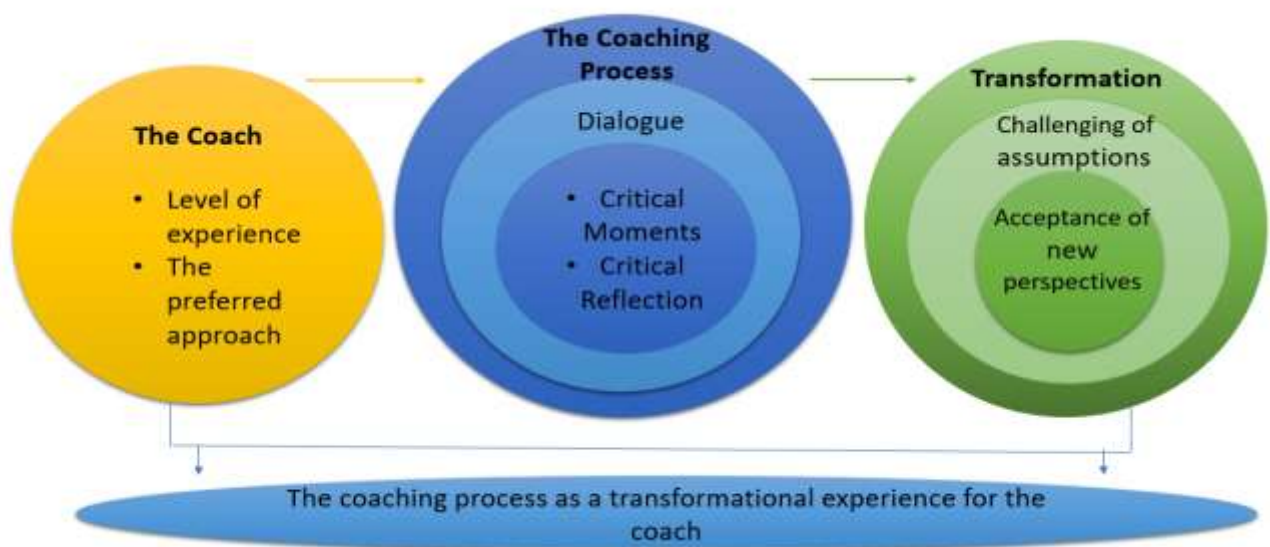 The Coach
• Level of
experience
• The
preferred
approach
The Coaching
Process
Dialogue
• Critical
Moments
• Critical
Reflection
Transformation
Challenging of
assumptions
Acceptance of
new
perspectives
The coaching process as a transformational experience for the
coach